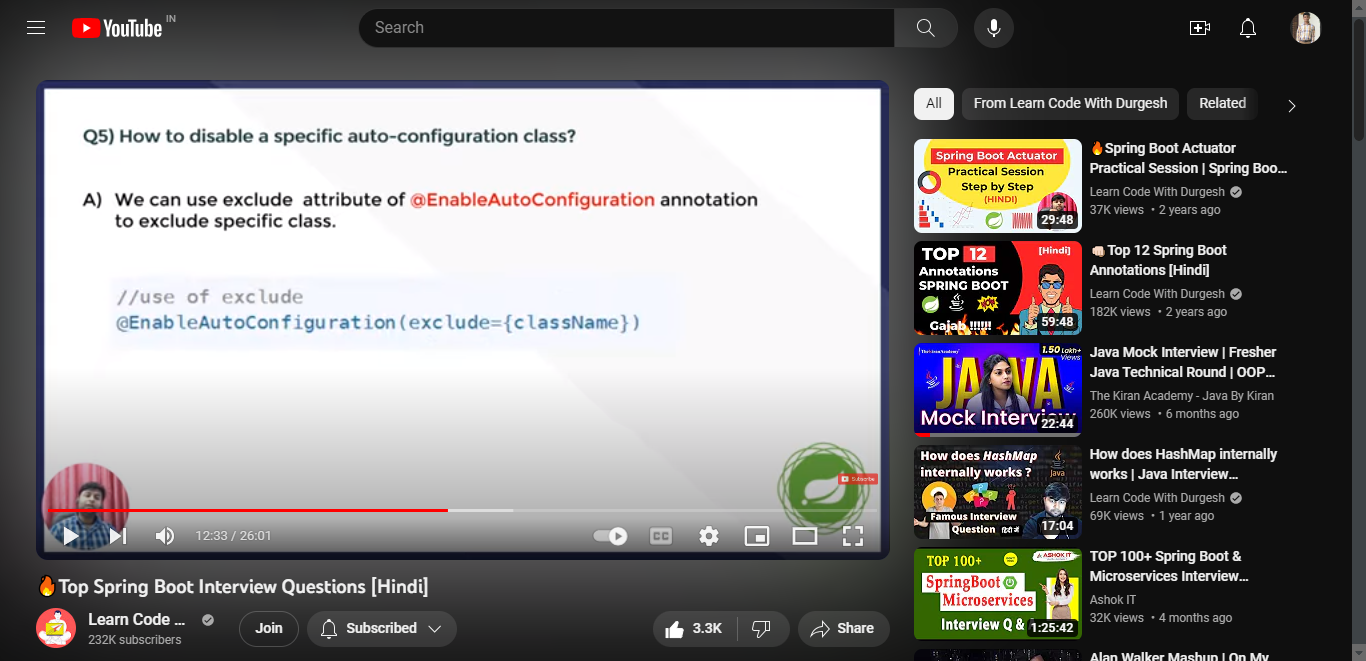 YouTube IN
Search
Q5) How to disable a specific auto-configuration class?
A) We can use exclude attribute of @EnableAutoConfiguration annotation
to exclude specific class.
//use of exclude
@EnableAutoConfiguration(exclude={className})
Subscribe
12:33 / 26:01
CC
🔥Top Spring Boot Interview Questions [Hindi]
Learn Code ...
232K subscribers
Join
Subscribed
3.3K
Share
All
From Learn Code With Durgesh
Related
Spring Boot Actuator
Practical Session
Step by Step
(HINDI)
29:48
🔥Spring Boot Actuator
Practical Session | Spring Boo...
Learn Code With Durgesh
37K views • 2 years ago
TOP 12
[Hindi]
Annotations
SPRING BOOT
Gajab !!!!!!
59:48
👊🏻Top 12 Spring Boot
Annotations [Hindi]
Learn Code With Durgesh
182K views • 2 years ago
1.50 Lakh+
Views
JAVA
Mock Interview
22:44
Java Mock Interview | Fresher
Java Technical Round | OOP...
The Kiran Academy - Java By Kiran
260K views • 6 months ago
How does HashMap
internally works ?
Java
Famous Interview
Question
17:04
How does HashMap internally
works | Java Interview...
Learn Code With Durgesh
69K views • 1 year ago
TOP 100+
ASHOK IT
SpringBoot
Microservices
Interview Q &
1:25:42
TOP 100+ Spring Boot &
Microservices Interview...
Ashok IT
32K views • 4 months ago
Alan Walker Mashup | On My